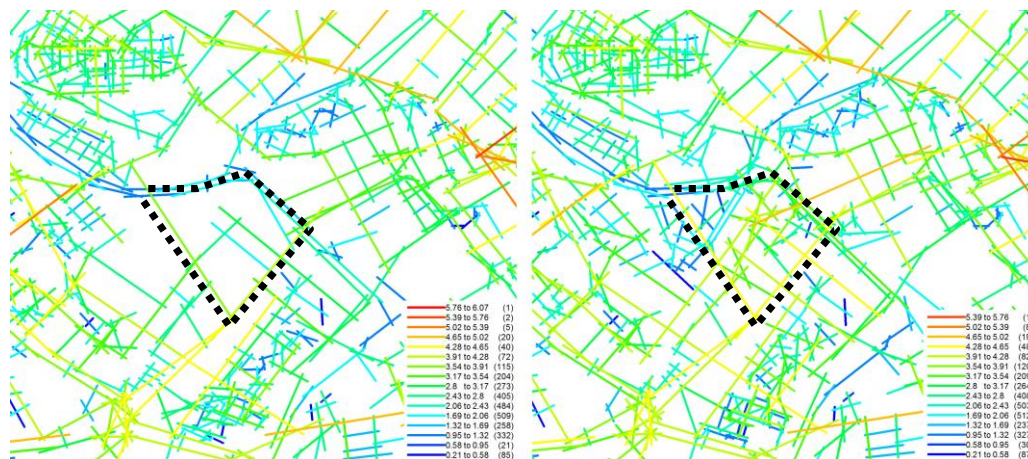 5.76 to 6.07 (1)
5.39 to 5.76 (2)
5.02 to 5.39 (5)
4.65 to 5.02 (20)
4.28 to 4.65 (40)
3.91 to 4.28 (72)
3.54 to 3.91 (115)
3.17 to 3.54 (204)
2.8 to 3.17 (273)
2.43 to 2.8 (405)
2.06 to 2.43 (484)
1.69 to 2.06 (509)
1.32 to 1.69 (258)
0.95 to 1.32 (332)
0.58 to 0.95 (21)
0.21 to 0.58 (85)
5.39 to 5.76
5.02 to 5.39
4.65 to 5.02
4.28 to 4.65
3.91 to 4.28
3.54 to 3.91
3.17 to 3.54
2.8 to 3.17
2.43 to 2.8
2.06 to 2.43
1.69 to 2.06
1.32 to 1.69
0.95 to 1.32
0.58 to 0.95
0.21 to 0.58